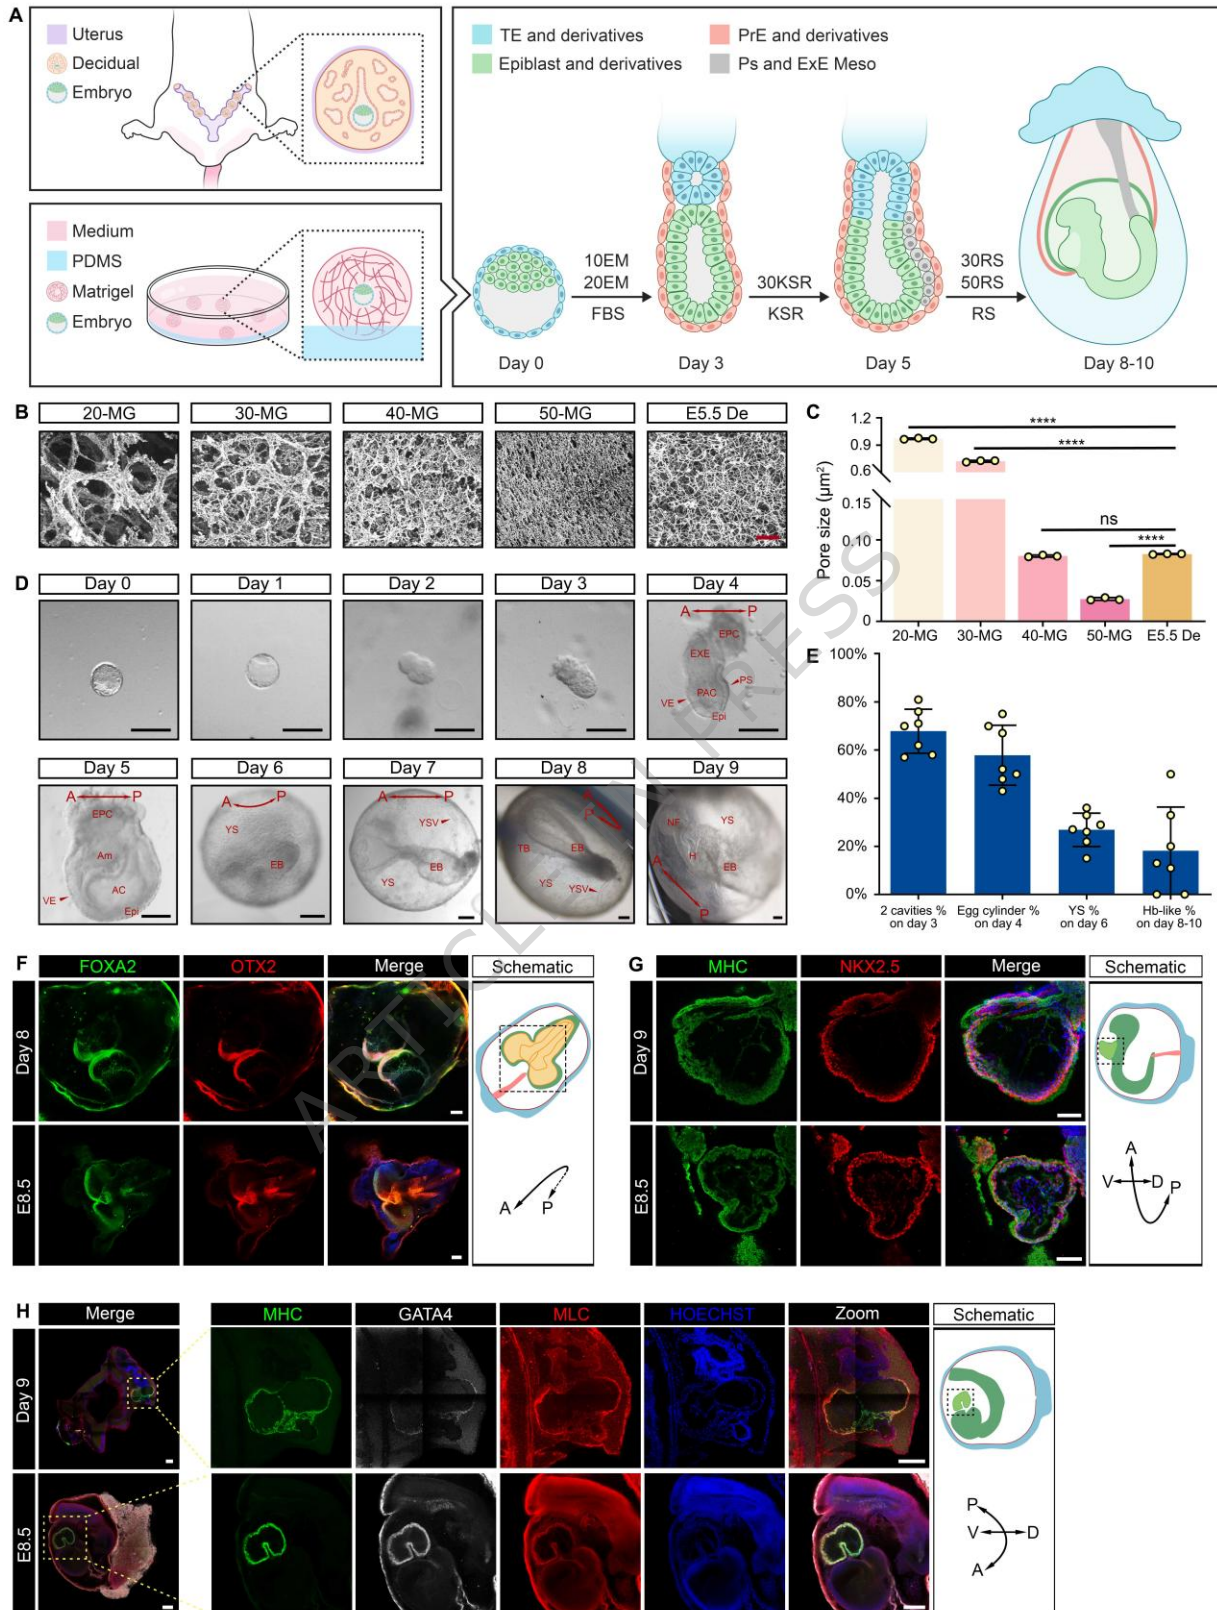 A
Uterus
Decidual
Embryo
Medium
PDMS
Matrigel
Embryo
TE and derivatives
PrE and derivatives
Epiblast and derivatives
Ps and ExE Meso
10EM
20EM
FBS
30KSR
KSR
30RS
50RS
RS
Day 0
Day 3
Day 5
Day 8-10
B
20-MG
30-MG
40-MG
50-MG
E5.5 De
C
Pore size (μm²)
1.2
0.9
0.6
0.15
0.10
0.05
0
****
****
ns
****
20-MG
30-MG
40-MG
50-MG
E5.5 De
D
Day 0
Day 1
Day 2
Day 3
Day 4
A
P
EPC
EXE
PS
PAC
VE
Epi
Day 5
Day 6
Day 7
Day 8
Day 9
A
P
EPC
Am
AC
VE
Epi
A
P
YS
EB
A
P
YSV
EB
YS
P
TB
EB
YS
YSV
NF
YS
H
EB
A
P
E
100%
80%
60%
40%
20%
0%
2 cavities %
on day 3
Egg cylinder %
on day 4
YS %
on day 6
Hb-like %
on day 8-10
F
FOXA2
OTX2
Merge
Schematic
Day 8
E8.5
A
P
G
MHC
NKX2.5
Merge
Schematic
Day 9
E8.5
A
V
D
P
H
Merge
MHC
GATA4
MLC
HOECHST
Zoom
Schematic
Day 9
E8.5
P
V
D
A
ARTICLE IN PRESS